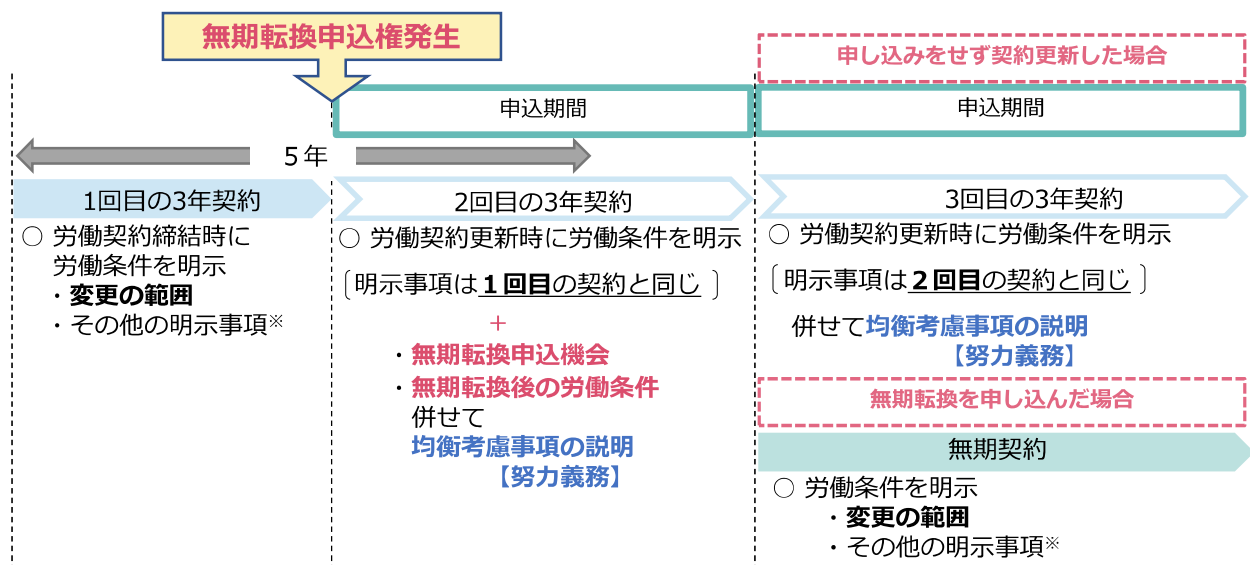 無期転換申込権発生
申し込みをせず契約更新した場合
申込期間
申込期間
5年
1回目の3年契約
○ 労働契約締結時に
労働条件を明示
・変更の範囲
・その他の明示事項※
2回目の3年契約
○ 労働契約更新時に労働条件を明示
〔明示事項は1回目の契約と同じ〕
+
・無期転換申込機会
・無期転換後の労働条件
併せて
均衡考慮事項の説明
【努力義務】
3回目の3年契約
○ 労働契約更新時に労働条件を明示
〔明示事項は2回目の契約と同じ〕
併せて均衡考慮事項の説明
【努力義務】
無期転換を申し込んだ場合
無期契約
○ 労働条件を明示
・変更の範囲
・その他の明示事項※